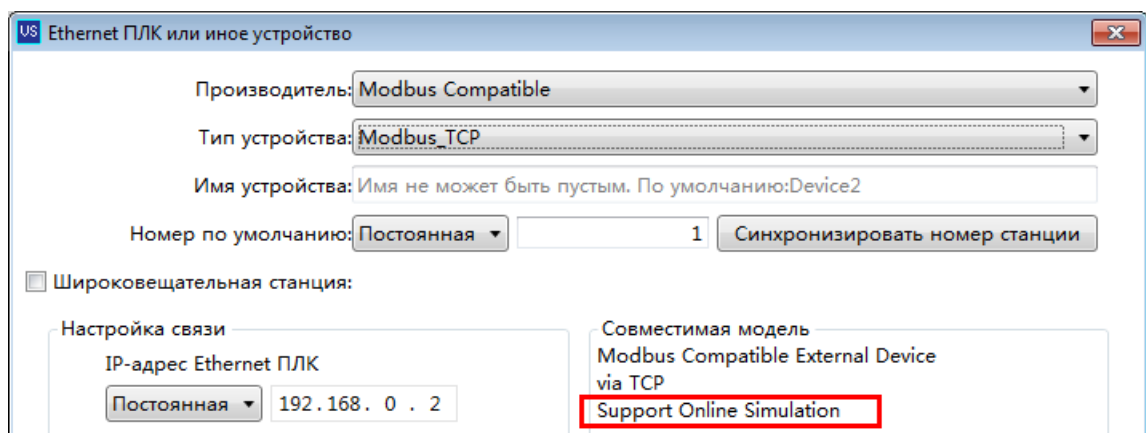 VS Ethernet ПЛК или иное устройство
Производитель: Modbus Compatible
Тип устройства: Modbus_TCP
Имя устройства: Имя не может быть пустым. По умолчанию:Device2
Номер по умолчанию: Постоянная 1 Синхронизировать номер станции
Широковещательная станция:
Настройка связи
IP-адрес Ethernet ПЛК
Постоянная 192.168. 0 . 2
Совместимая модель
Modbus Compatible External Device
via TCP
Support Online Simulation